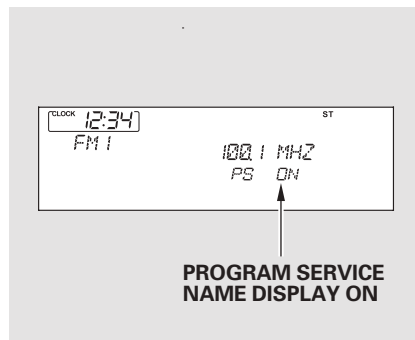 CLOCK 12:34 ST
FM1 100.1 MHZ
PS ON
PROGRAM SERVICE
NAME DISPLAY ON